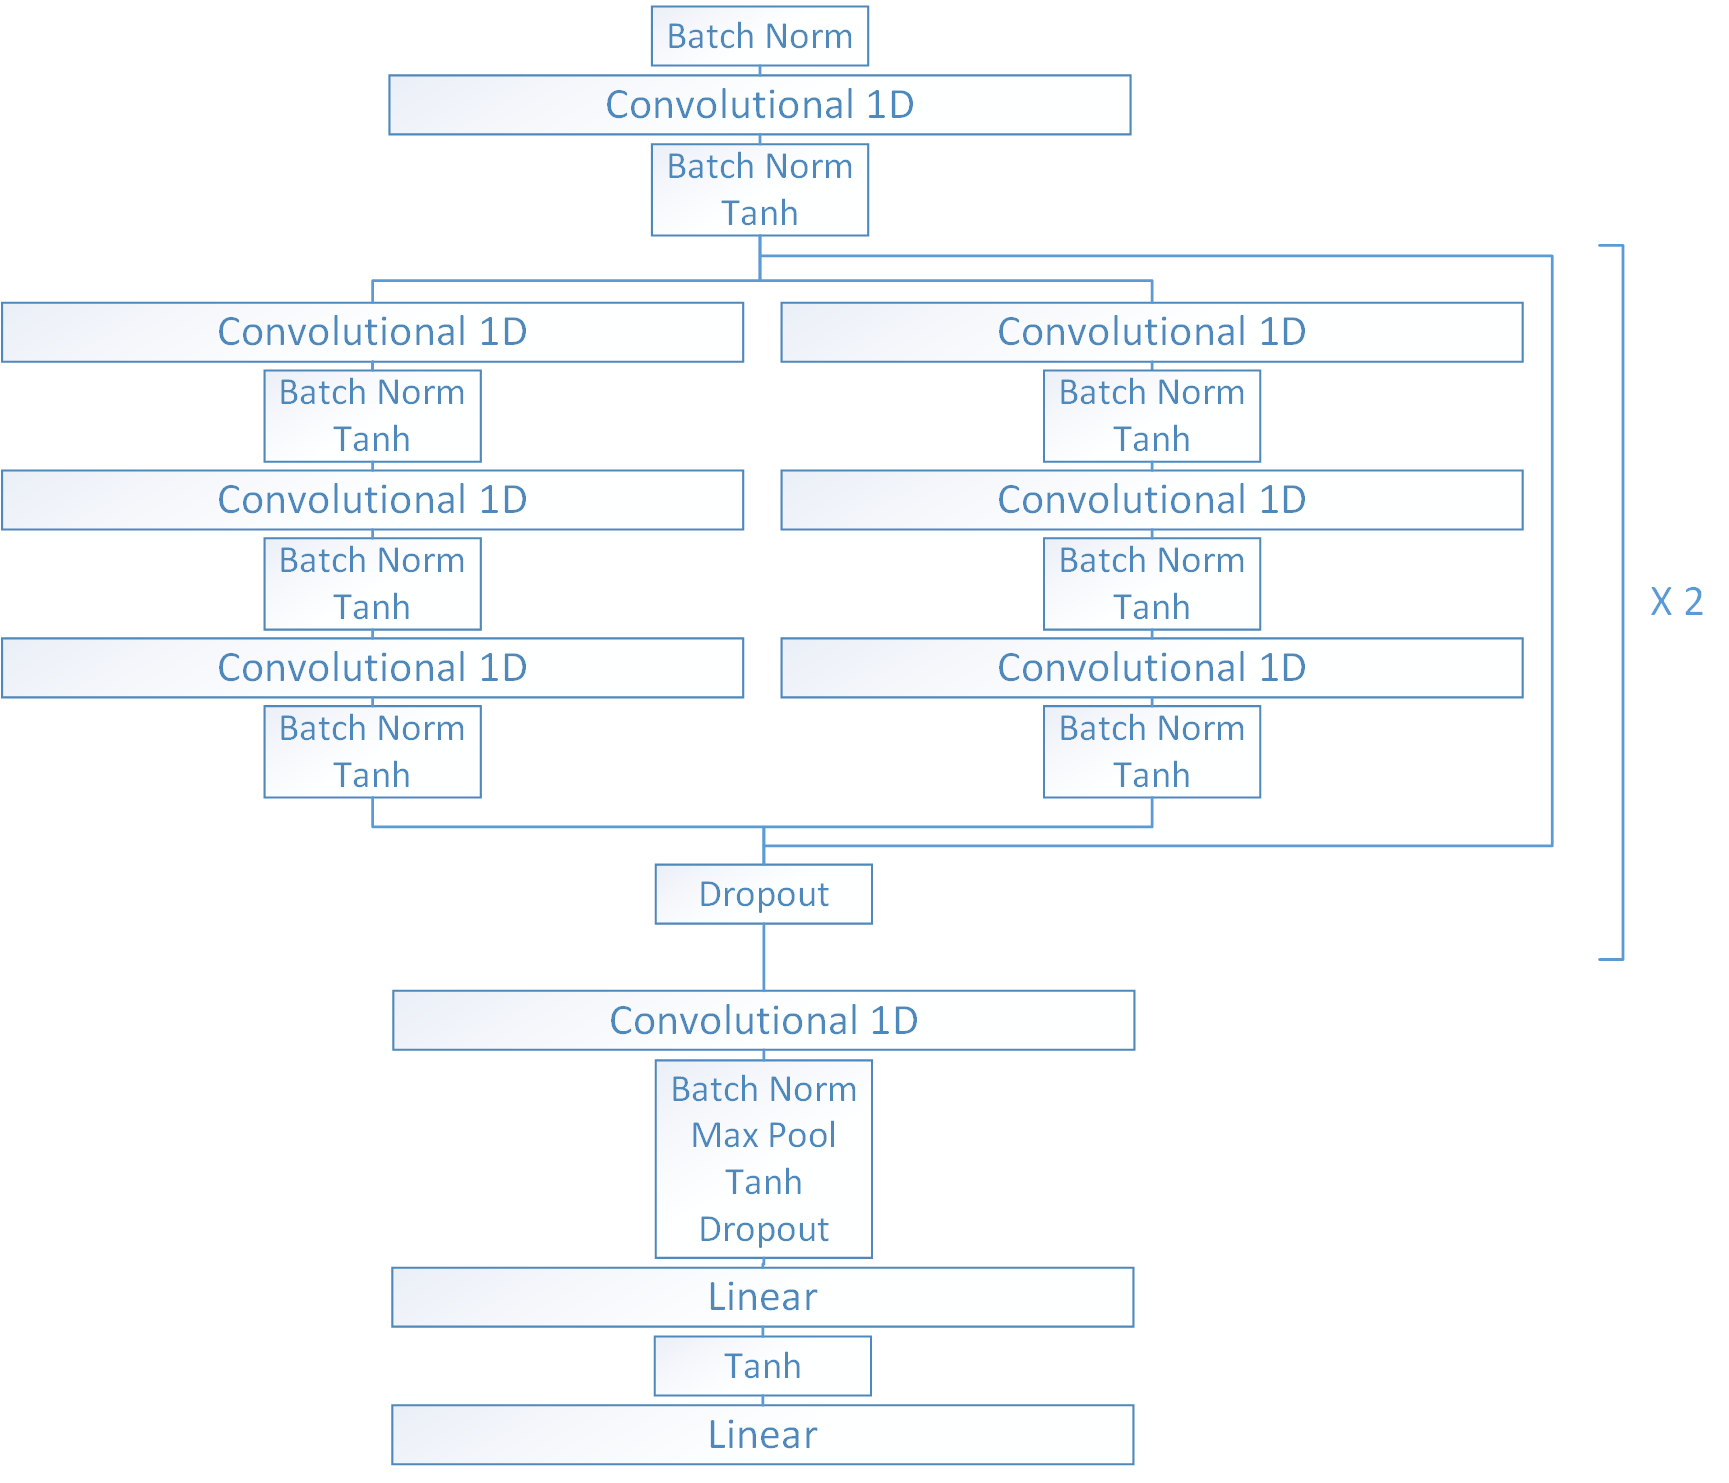 Batch Norm
Convolutional 1D
Batch Norm
Tanh
Convolutional 1D
Convolutional 1D
Batch Norm
Tanh
Batch Norm
Tanh
Convolutional 1D
Convolutional 1D
Batch Norm
Tanh
Batch Norm
Tanh
X 2
Convolutional 1D
Convolutional 1D
Batch Norm
Tanh
Batch Norm
Tanh
Dropout
Convolutional 1D
Batch Norm
Max Pool
Tanh
Dropout
Linear
Tanh
Linear